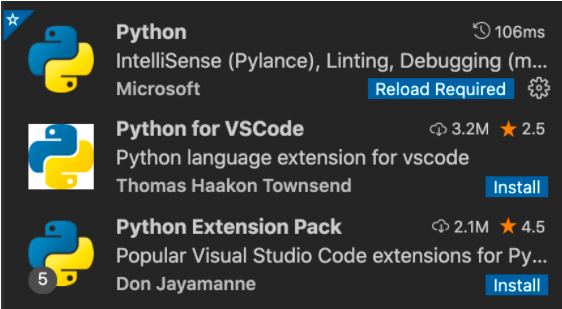 Python 106ms
IntelliSense (Pylance), Linting, Debugging (m...
Microsoft Reload Required
Python for VSCode 3.2M 2.5
Python language extension for vscode
Thomas Haakon Townsend Install
Python Extension Pack 2.1M 4.5
Popular Visual Studio Code extensions for Py...
5 Don Jayamanne Install